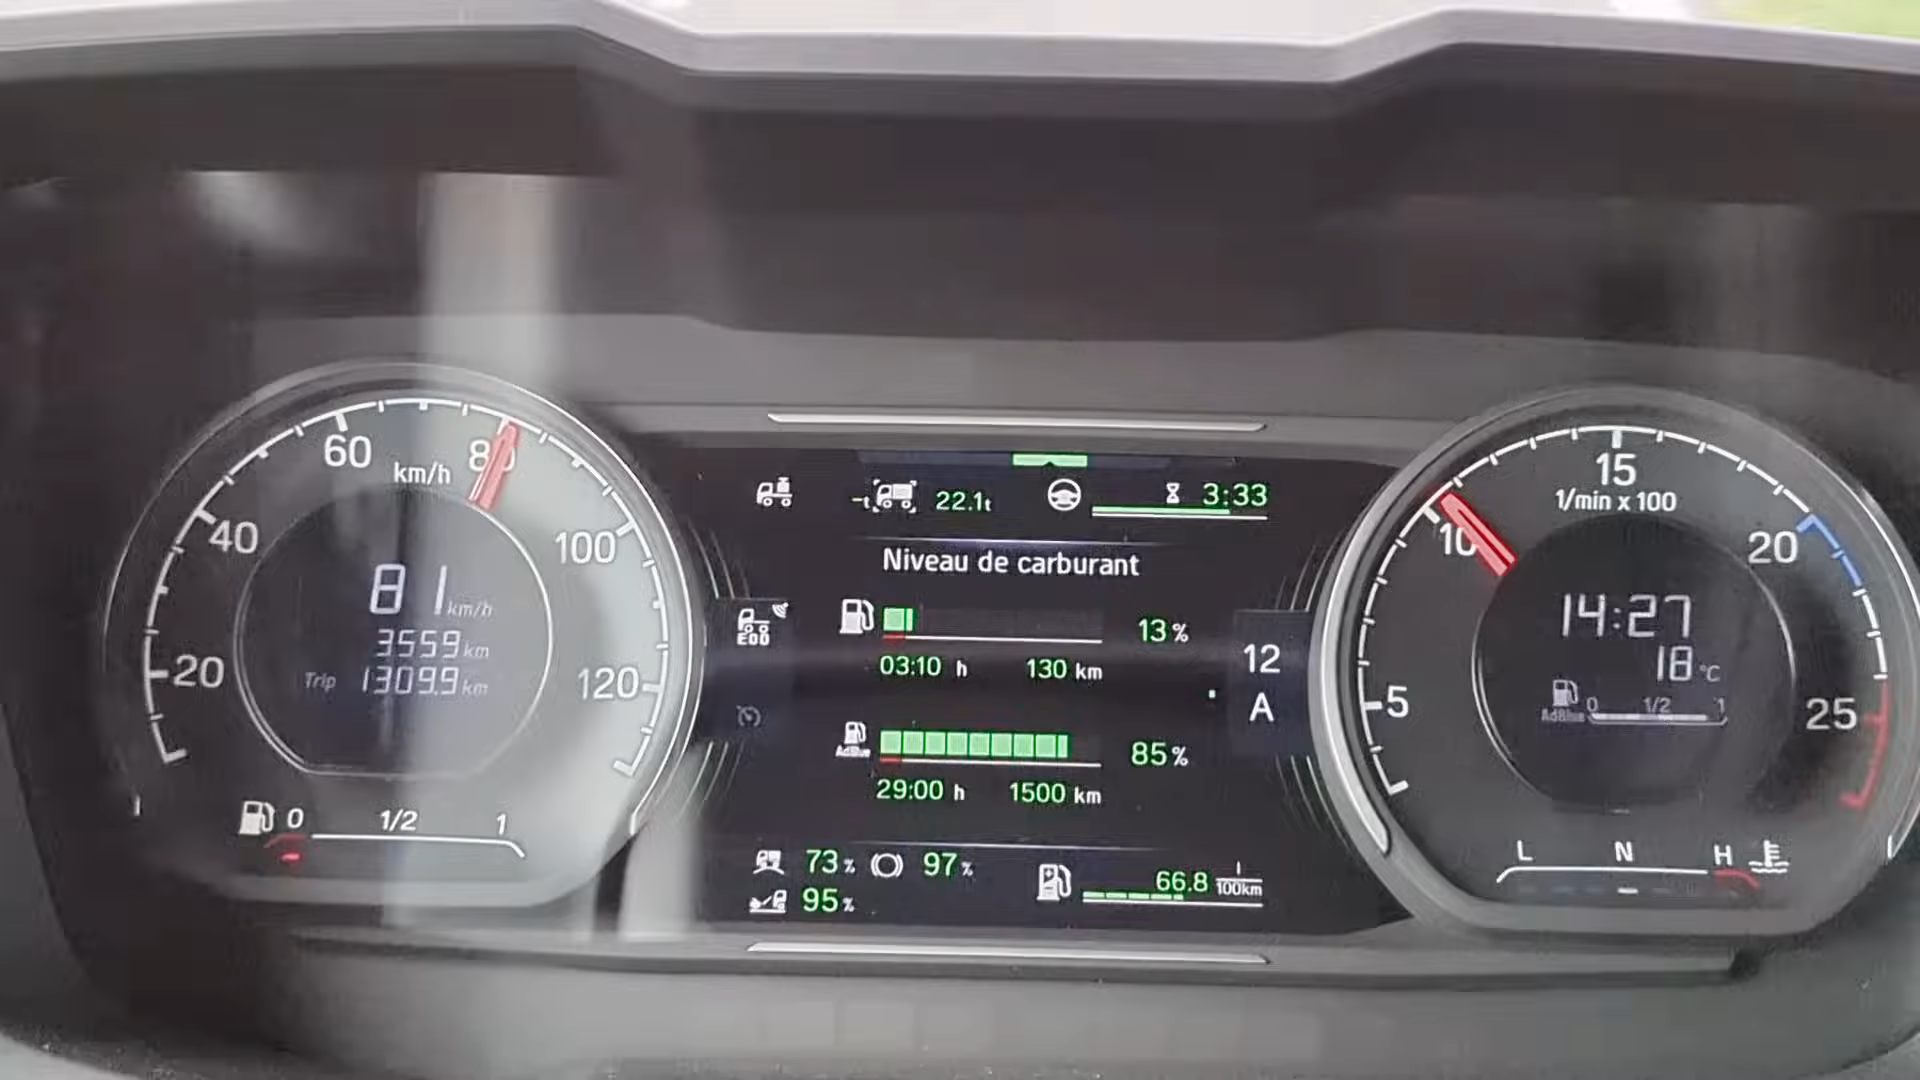 20
40
60
80
100
120
km/h
81 km/h
3559 km
Trip 1309.9 km
0 1/2 1
-t 22.1t
3:33
Niveau de carburant
13%
03:10 h 130 km
ECO
AdBlue
85%
29:00 h 1500 km
12
A
73% 97%
95%
66.8 l/100km
5
10
15
20
25
1/min x 100
14:27
18 °C
AdBlue 0 1/2 1
L N H